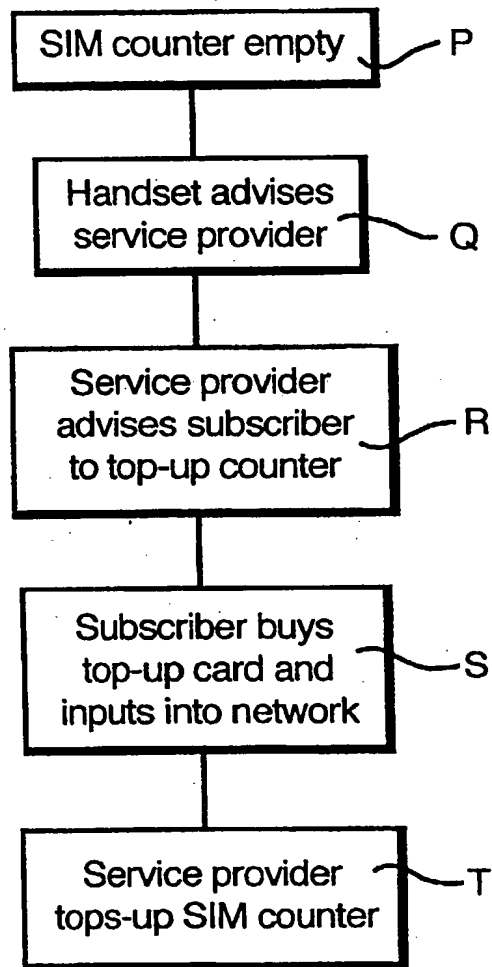 SIM counter empty
P
Handset advises
service provider
Q
Service provider
advises subscriber
to top-up counter
R
Subscriber buys
top-up card and
inputs into network
S
Service provider
tops-up SIM counter
T